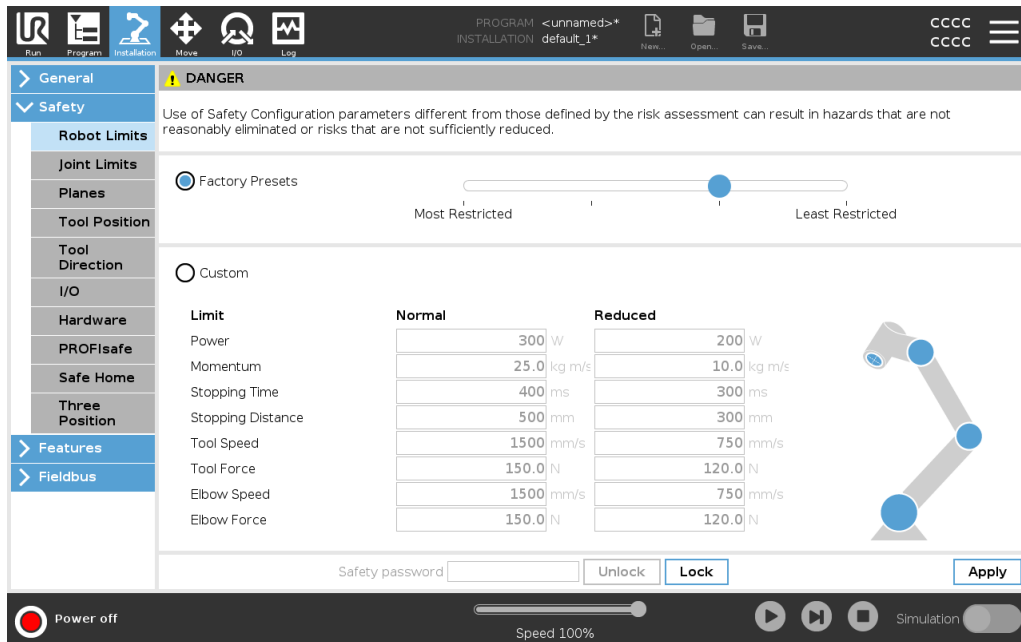 PROGRAM <unnamed>*
INSTALLATION default_1*
CCCC
CCCC
Run Program Installation Move I/O Log New... Open... Save...
General
Safety
Robot Limits
Joint Limits
Planes
Tool Position
Tool
Direction
I/O
Hardware
PROFIsafe
Safe Home
Three
Position
Features
Fieldbus
DANGER
Use of Safety Configuration parameters different from those defined by the risk assessment can result in hazards that are not
reasonably eliminated or risks that are not sufficiently reduced.
Factory Presets
Most Restricted Least Restricted
Custom
Limit Normal Reduced
Power 300 W 200 W
Momentum 25.0 kg m/s 10.0 kg m/s
Stopping Time 400 ms 300 ms
Stopping Distance 500 mm 300 mm
Tool Speed 1500 mm/s 750 mm/s
Tool Force 150.0 N 120.0 N
Elbow Speed 1500 mm/s 750 mm/s
Elbow Force 150.0 N 120.0 N
Safety password Unlock Lock Apply
Power off Speed 100% Simulation